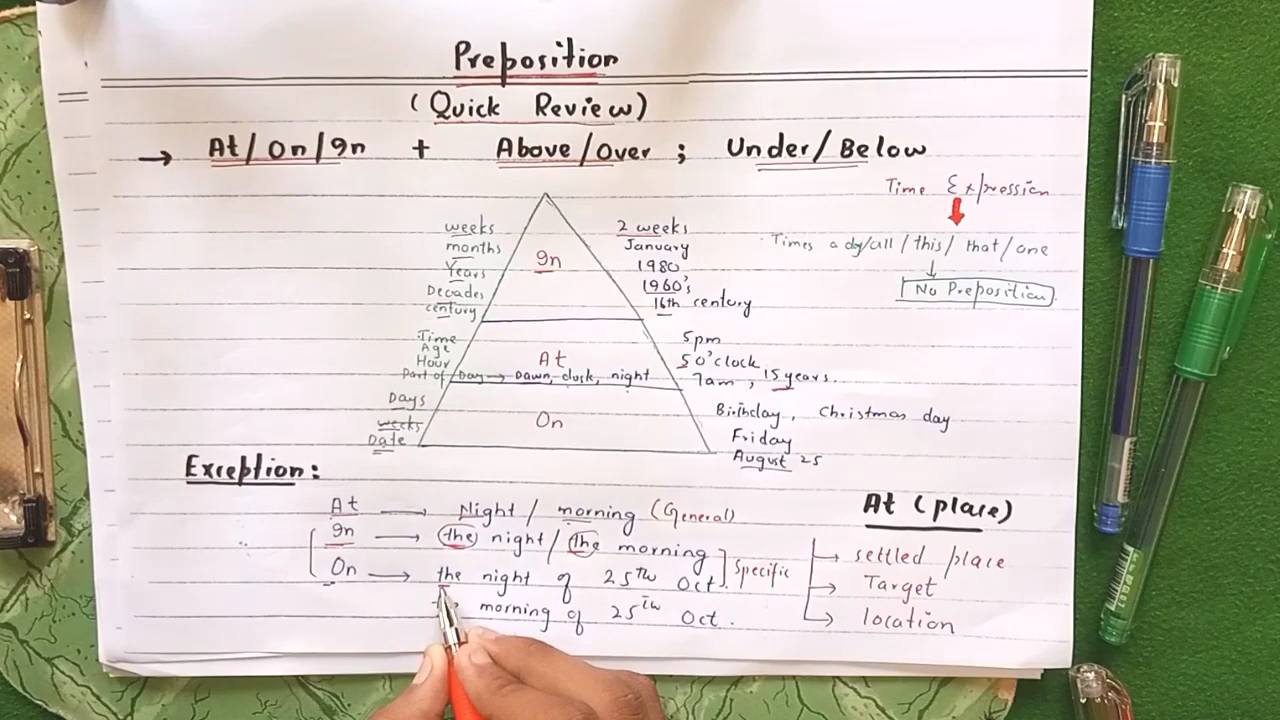 Preposition
(Quick Review)
→ At/On/In + Above/Over ; Under/Below
Time Expression
Times a day/all/this/that/one
No Preposition
weeks
months
Years
Decades
century
In
2 weeks
January
1980
1960's
16th century
Time
Age
Hour
Part of Day → Dawn, dusk, night
At
5pm
5 o'clock
7am, 15 years.
Days
weeks
Date
On
Birthday, Christmas day
Friday
August 25
Exception:
At → Night / morning (General)
In → the night / the morning
On → the night of 25th Oct.
morning of 25th Oct.
Specific
At (place)
settled place
Target
location